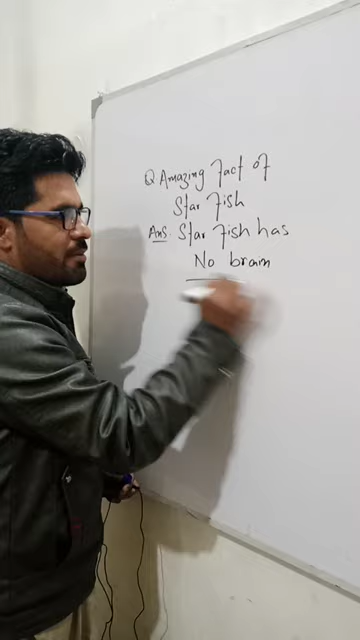 Q Amazing Fact of
Star Fish
Ans. Star Fish has
No brain